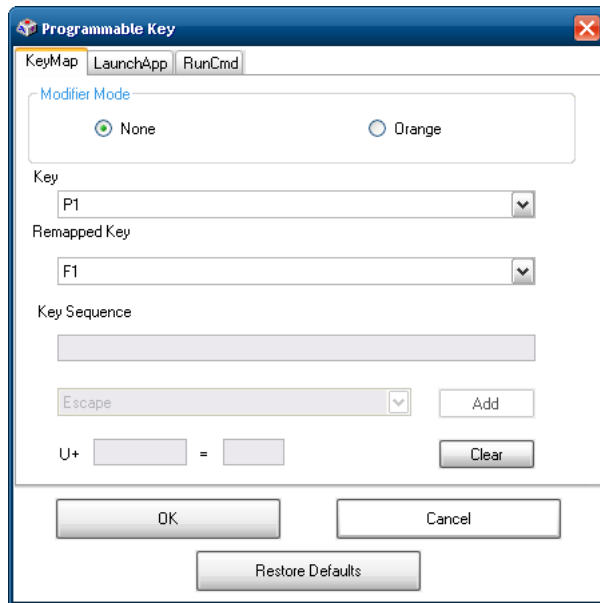 Programmable Key
KeyMap LaunchApp RunCmd
Modifier Mode
None Orange
Key
P1
Remapped Key
F1
Key Sequence
Escape Add
U+ = Clear
OK Cancel
Restore Defaults